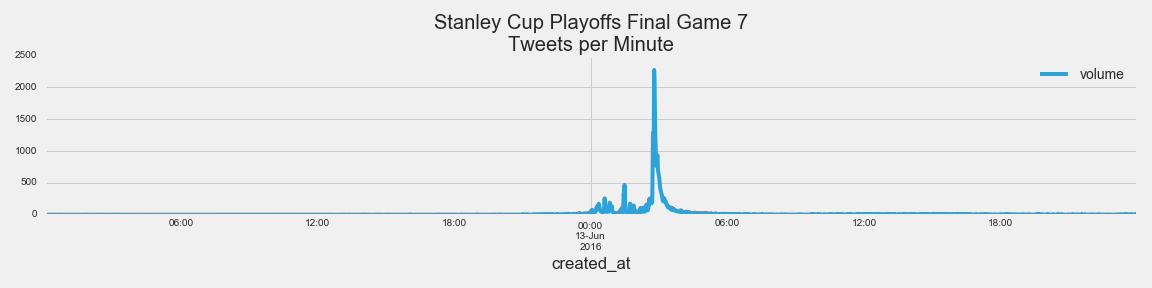 Stanley Cup Playoffs Final Game 7
Tweets per Minute
2500
2000
1500
1000
500
0
volume
06:00
12:00
18:00
00:00
13-Jun
2016
06:00
12:00
18:00
created_at